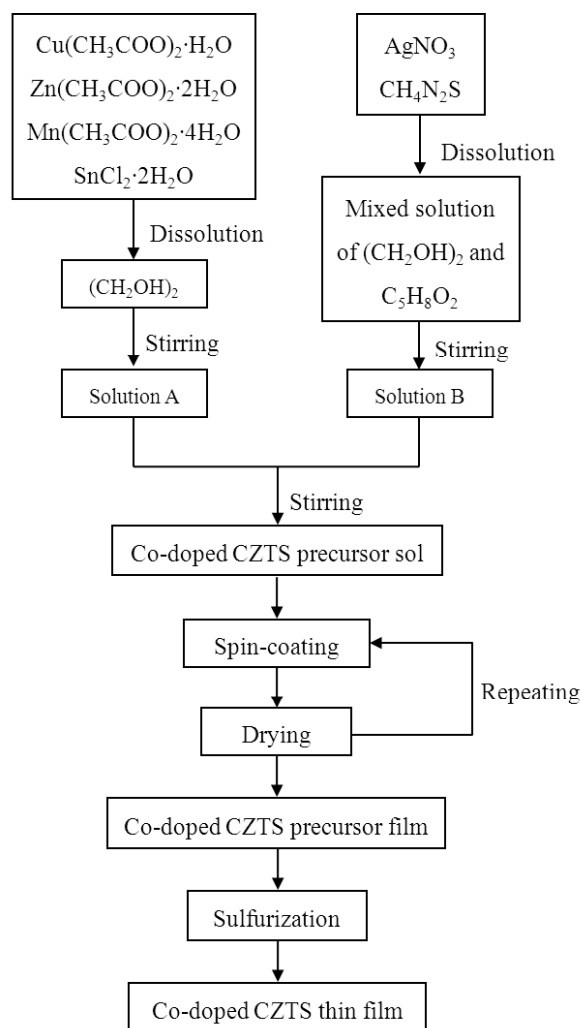 Cu(CH₃COO)₂·H₂O
Zn(CH₃COO)₂·2H₂O
Mn(CH₃COO)₂·4H₂O
SnCl₂·2H₂O
Dissolution
(CH₂OH)₂
Stirring
Solution A
AgNO₃
CH₄N₂S
Dissolution
Mixed solution
of (CH₂OH)₂ and
C₅H₈O₂
Stirring
Solution B
Stirring
Co-doped CZTS precursor sol
Spin-coating
Repeating
Drying
Co-doped CZTS precursor film
Sulfurization
Co-doped CZTS thin film